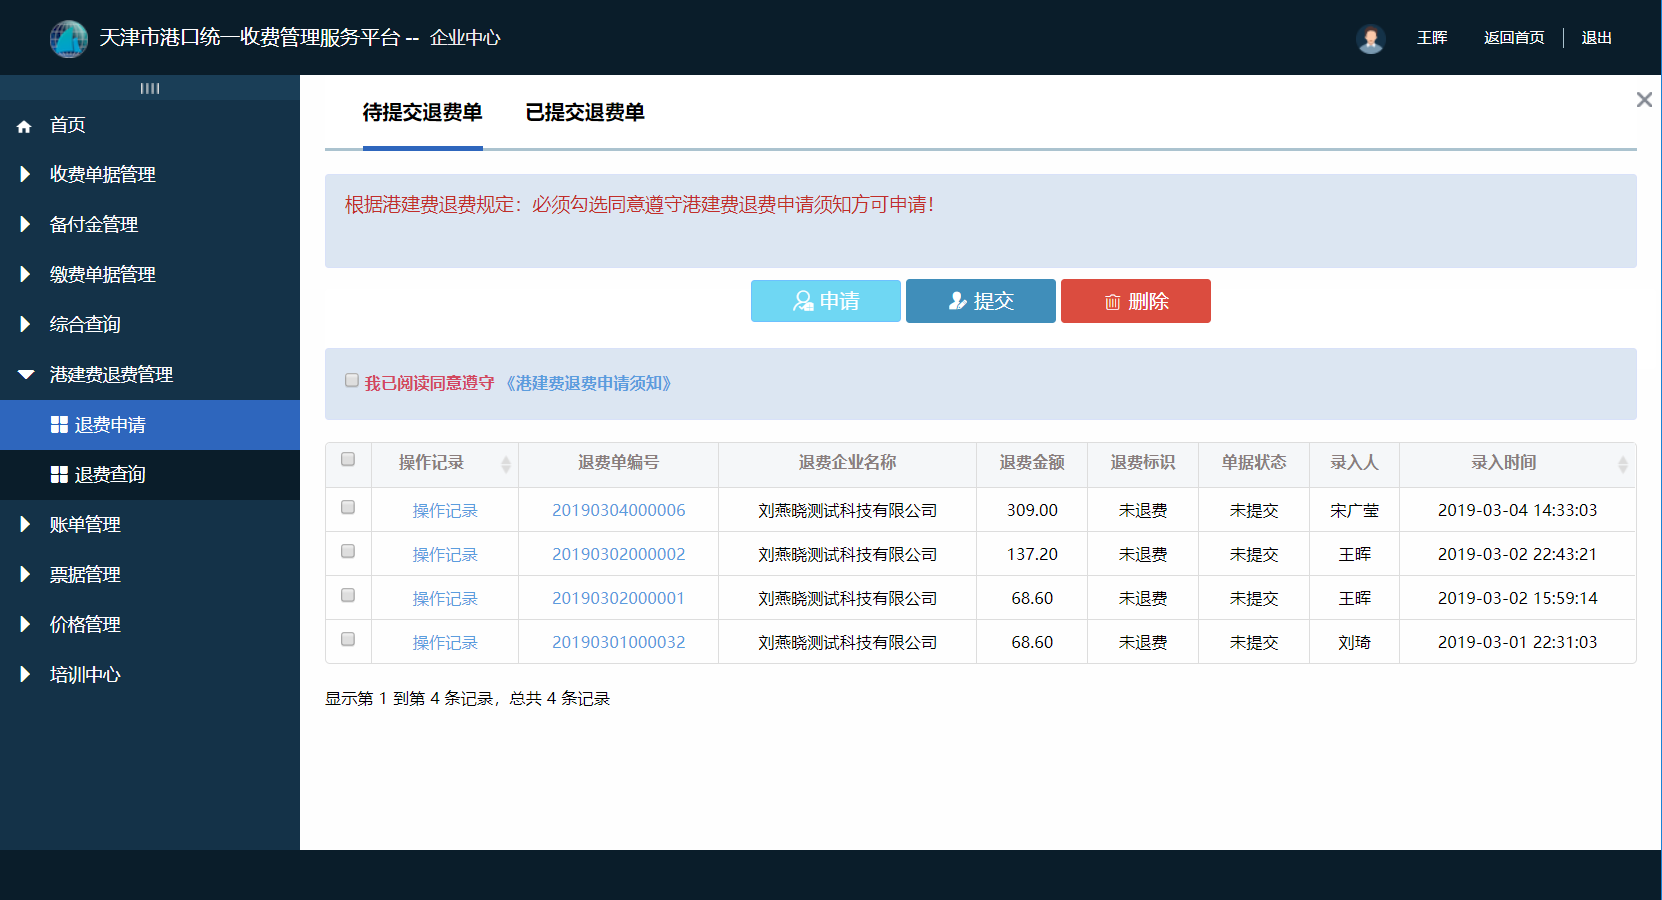 天津市港口统一收费管理服务平台 -- 企业中心
王晖 返回首页 退出
首页
收费单据管理
备付金管理
缴费单据管理
综合查询
港建费退费管理
退费申请
退费查询
账单管理
票据管理
价格管理
培训中心
待提交退费单 已提交退费单
根据港建费退费规定：必须勾选同意遵守港建费退费申请须知方可申请！
申请 提交 删除
我已阅读同意遵守 《港建费退费申请须知》
操作记录 退费单编号 退费企业名称 退费金额 退费标识 单据状态 录入人 录入时间
操作记录 20190304000006 刘燕晓测试科技有限公司 309.00 未退费 未提交 宋广莹 2019-03-04 14:33:03
操作记录 20190302000002 刘燕晓测试科技有限公司 137.20 未退费 未提交 王晖 2019-03-02 22:43:21
操作记录 20190302000001 刘燕晓测试科技有限公司 68.60 未退费 未提交 王晖 2019-03-02 15:59:14
操作记录 20190301000032 刘燕晓测试科技有限公司 68.60 未退费 未提交 刘琦 2019-03-01 22:31:03
显示第 1 到第 4 条记录，总共 4 条记录